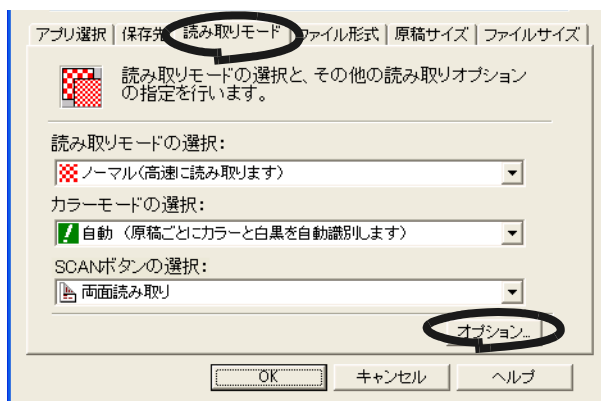 アプリ選択 保存先 読み取りモード ファイル形式 原稿サイズ ファイルサイズ
読み取りモードの選択と、その他の読み取りオプション
の指定を行います。
読み取りモードの選択:
ノーマル(高速に読み取ります)
カラーモードの選択:
自動 (原稿ごとにカラーと白黒を自動識別します)
SCANボタンの選択:
両面読み取り
オプション...
OK キャンセル ヘルプ